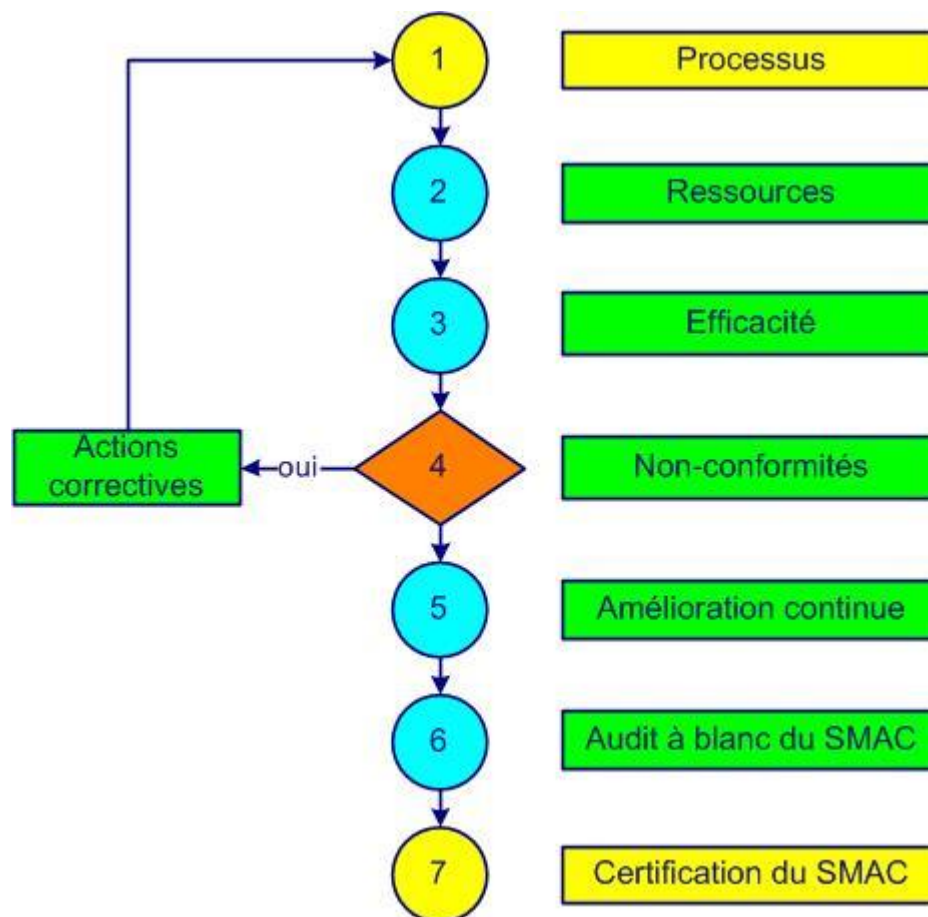 1
Processus
2
Ressources
3
Efficacité
Actions
correctives
oui
4
Non-conformités
5
Amélioration continue
6
Audit à blanc du SMAC
7
Certification du SMAC